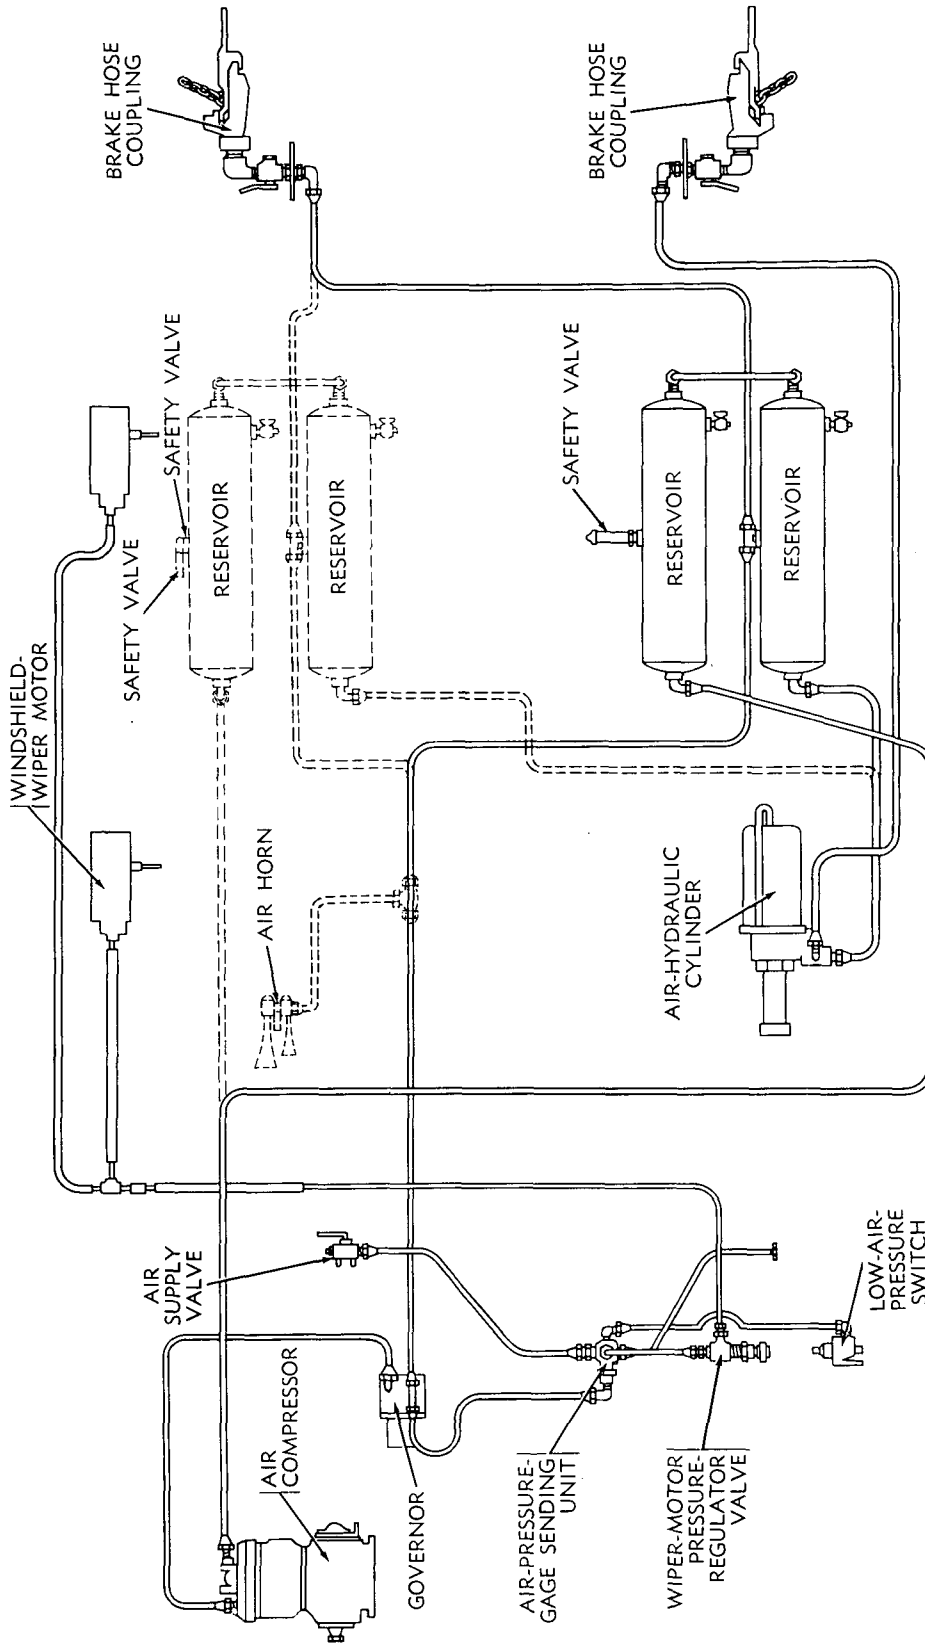 BRAKE HOSE
COUPLING
BRAKE HOSE
COUPLING
SAFETY VALVE
SAFETY VALVE
SAFETY VALVE
RESERVOIR
RESERVOIR
RESERVOIR
RESERVOIR
WINDSHIELD-
WIPER MOTOR
AIR HORN
AIR-HYDRAULIC
CYLINDER
AIR
SUPPLY
VALVE
LOW-AIR-
PRESSURE
SWITCH
AIR
COMPRESSOR
GOVERNOR
AIR-PRESSURE-
GAGE SENDING
UNIT
WIPER-MOTOR
PRESSURE-
REGULATOR
VALVE